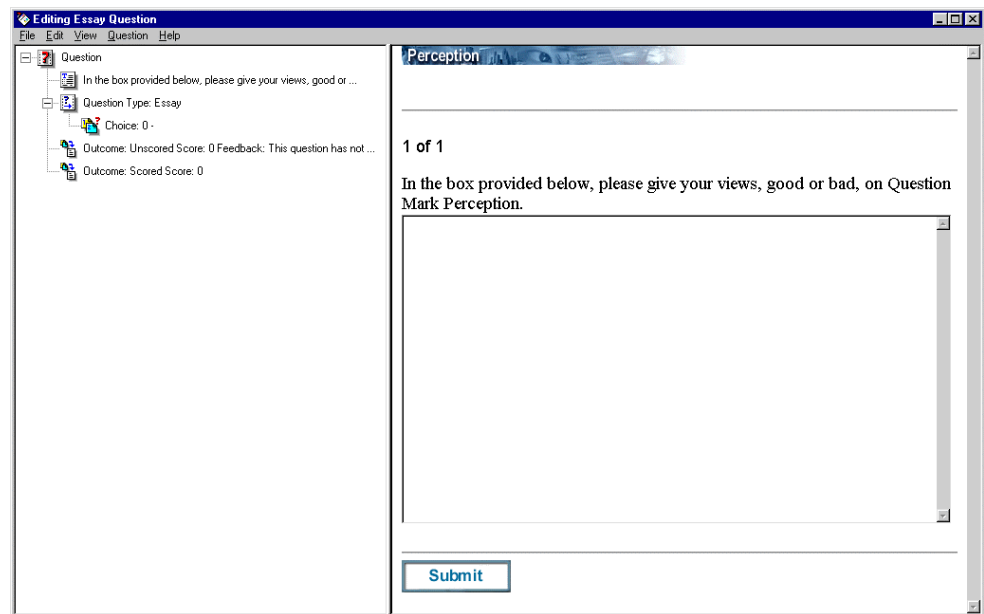 Editing Essay Question
File Edit View Question Help
Question
In the box provided below, please give your views, good or ...
Question Type: Essay
Choice: 0 -
Outcome: Unscored Score: 0 Feedback: This question has not ...
Outcome: Scored Score: 0
Perception
1 of 1
In the box provided below, please give your views, good or bad, on Question
Mark Perception.
Submit